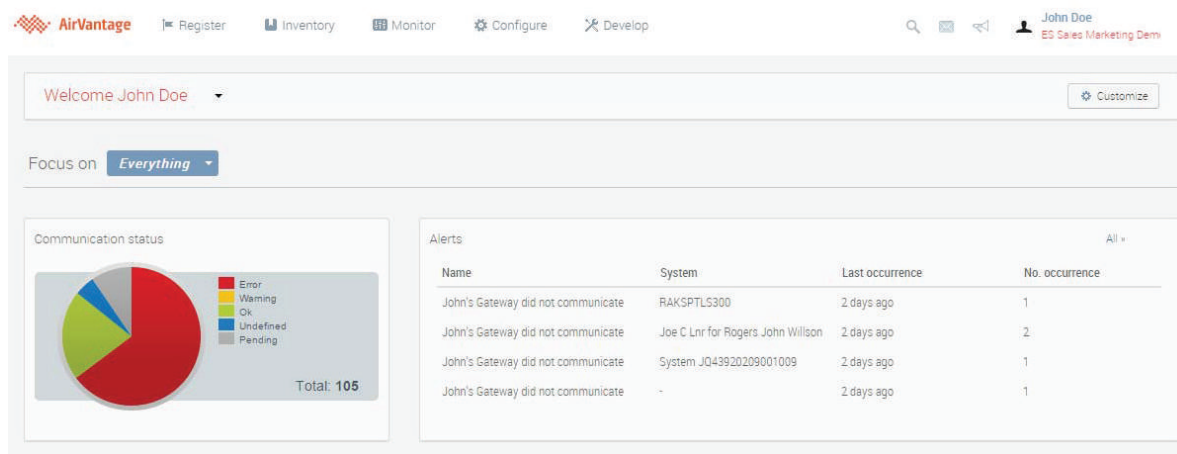 AirVantage Register Inventory Monitor Configure Develop John Doe
ES Sales Marketing Dem
Welcome John Doe Customize
Focus on Everything
Communication status
Error
Warning
Ok
Undefined
Pending
Total: 105
Alerts All »
Name System Last occurrence No. occurrence
John's Gateway did not communicate RAKSPTLS300 2 days ago 1
John's Gateway did not communicate Joe C Lnr for Rogers John Willson 2 days ago 2
John's Gateway did not communicate System JQ43920209001009 2 days ago 1
John's Gateway did not communicate - 2 days ago 1